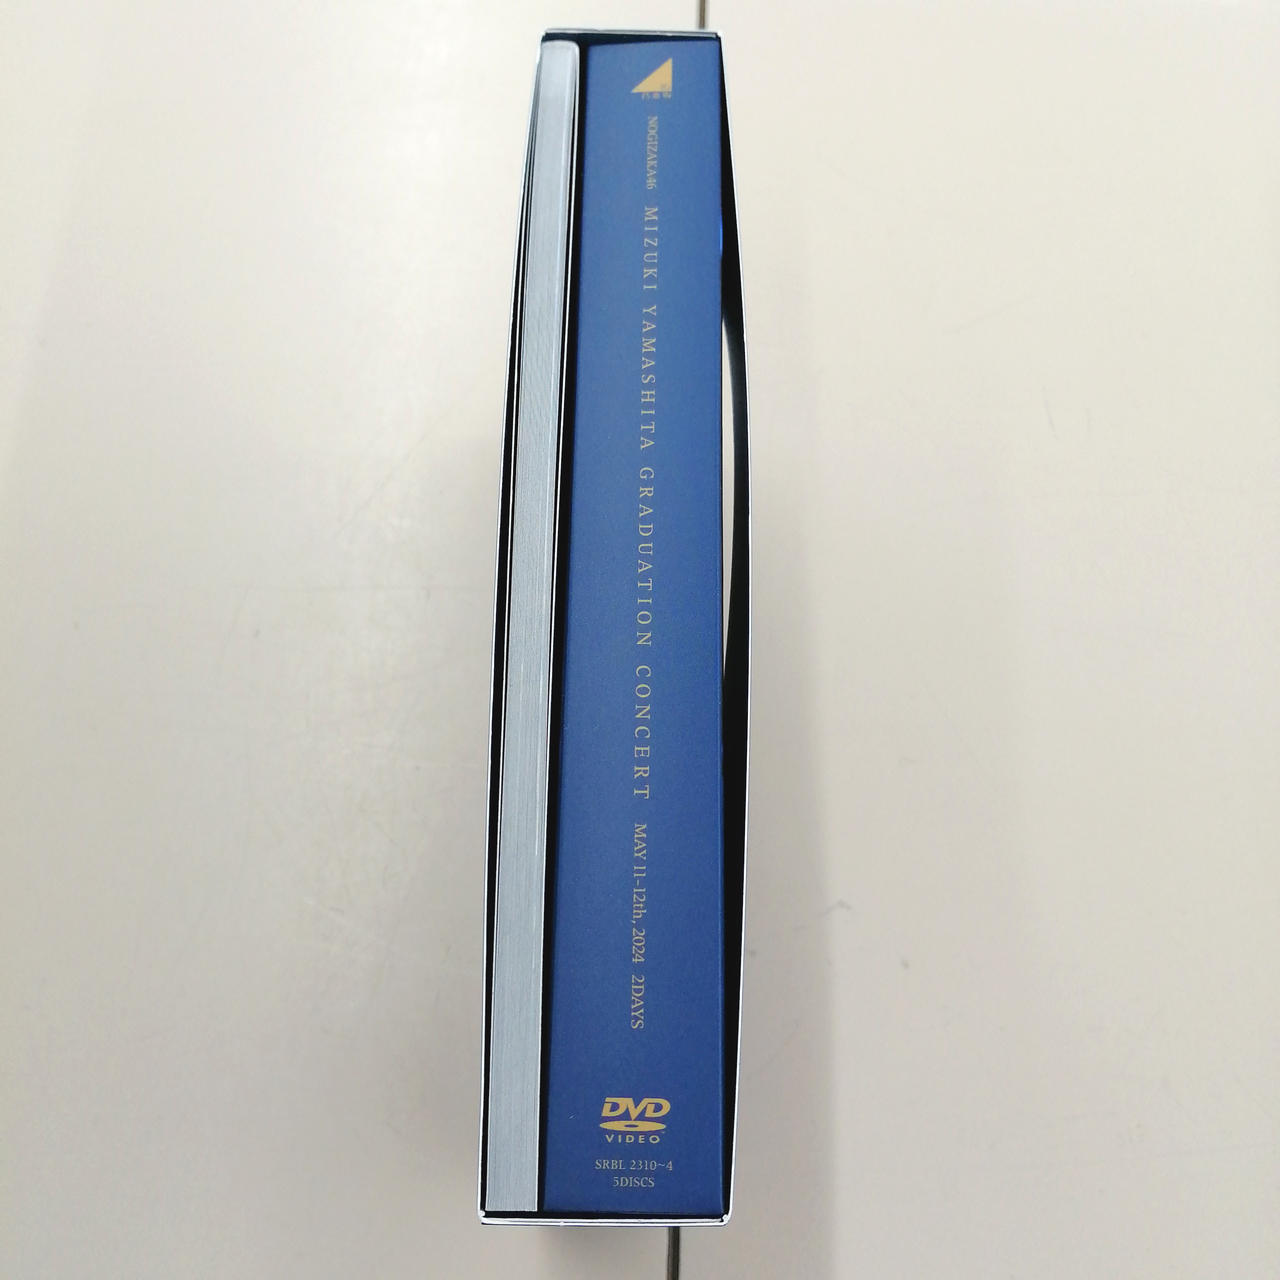 NOGIZAKA46 MIZUKI YAMASHITA GRADUATION CONCERT MAY 11-12th, 2024 2DAYS
DVD
VIDEO
SRBL 2310~4
5DISCS